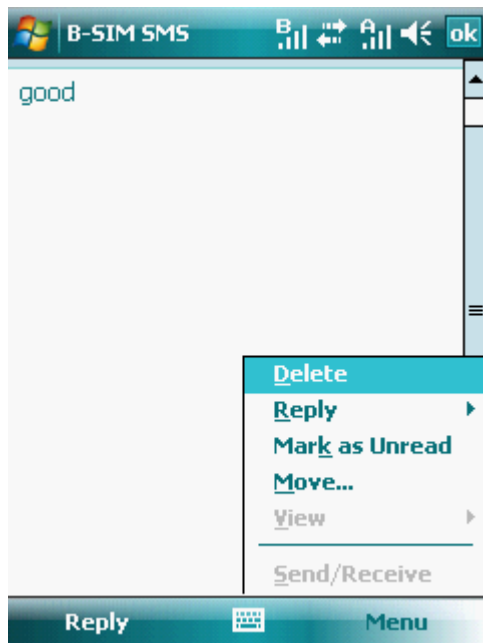 B-SIM SMS B A ok
good
Delete
Reply
Mark as Unread
Move...
View
Send/Receive
Reply Menu